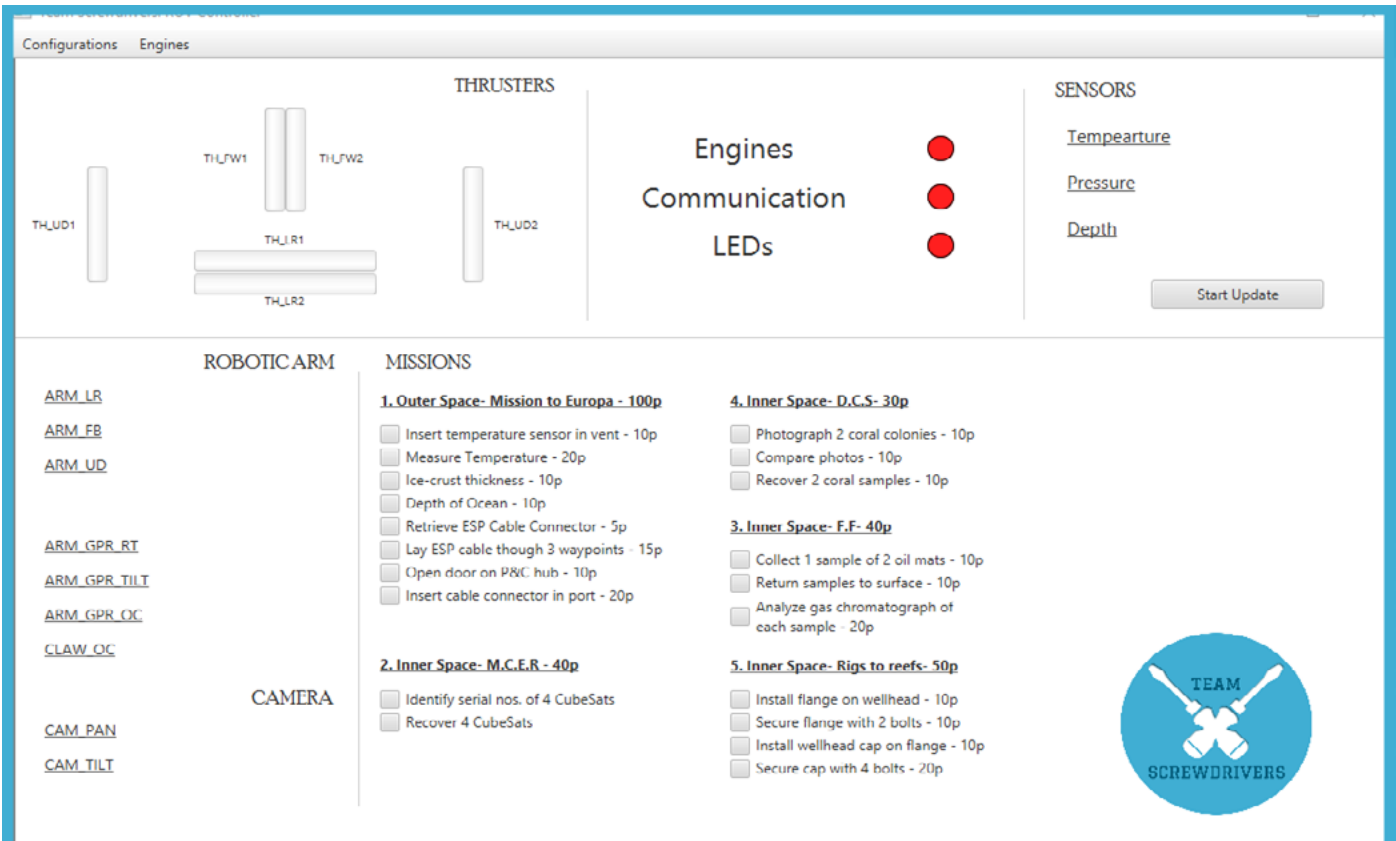 Team Screwdrivers: ROV Controller
Configurations Engines
THRUSTERS
TH_FW1
TH_FW2
TH_UD1
TH_UD2
TH_LR1
TH_LR2
Engines
Communication
LEDs
SENSORS
Tempearture
Pressure
Depth
Start Update
ROBOTIC ARM
ARM_LR
ARM_FB
ARM_UD
ARM_GPR_RT
ARM_GPR_TILT
ARM_GPR_OC
CLAW_OC
CAMERA
CAM_PAN
CAM_TILT
MISSIONS
1. Outer Space- Mission to Europa - 100p
Insert temperature sensor in vent - 10p
Measure Temperature - 20p
Ice-crust thickness - 10p
Depth of Ocean - 10p
Retrieve ESP Cable Connector - 5p
Lay ESP cable though 3 waypoints - 15p
Open door on P&C hub - 10p
Insert cable connector in port - 20p
2. Inner Space- M.C.E.R - 40p
Identify serial nos. of 4 CubeSats
Recover 4 CubeSats
4. Inner Space- D.C.S- 30p
Photograph 2 coral colonies - 10p
Compare photos - 10p
Recover 2 coral samples - 10p
3. Inner Space- F.F- 40p
Collect 1 sample of 2 oil mats - 10p
Return samples to surface - 10p
Analyze gas chromatograph of
each sample - 20p
5. Inner Space- Rigs to reefs- 50p
Install flange on wellhead - 10p
Secure flange with 2 bolts - 10p
Install wellhead cap on flange - 10p
Secure cap with 4 bolts - 20p
TEAM
SCREWDRIVERS